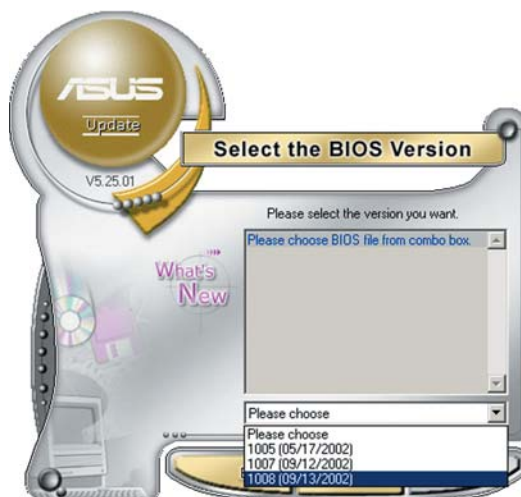 ASUS
Update
V5.25.01
Select the BIOS Version
Please select the version you want.
Please choose BIOS file from combo box.
What's
New
Please choose
Please choose
1005 (05/17/2002)
1007 (09/12/2002)
1008 (09/13/2002)